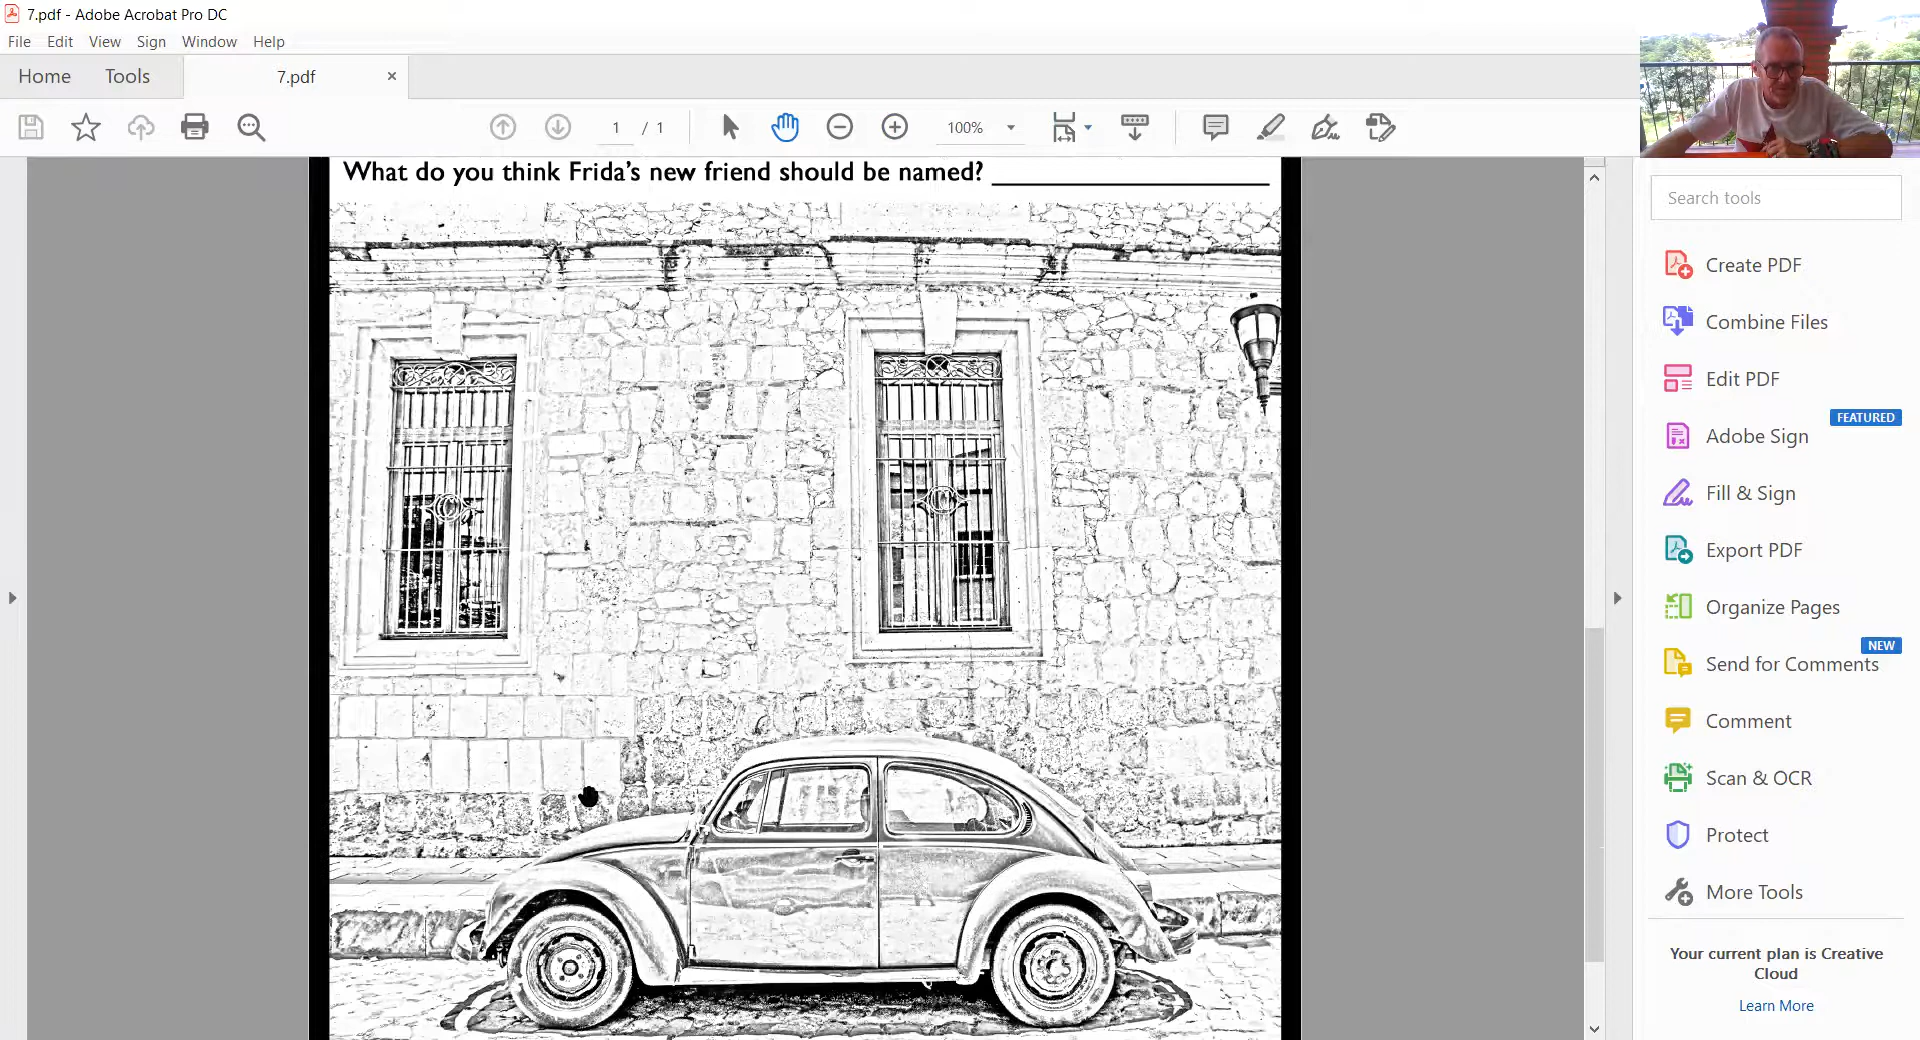 7.pdf - Adobe Acrobat Pro DC
File Edit View Sign Window Help
Home Tools 7.pdf ×
1 / 1 100%
What do you think Frida's new friend should be named? ____________________
Search tools
Create PDF
Combine Files
Edit PDF
FEATURED
Adobe Sign
Fill & Sign
Export PDF
Organize Pages
NEW
Send for Comments
Comment
Scan & OCR
Protect
More Tools
Your current plan is Creative
Cloud
Learn More